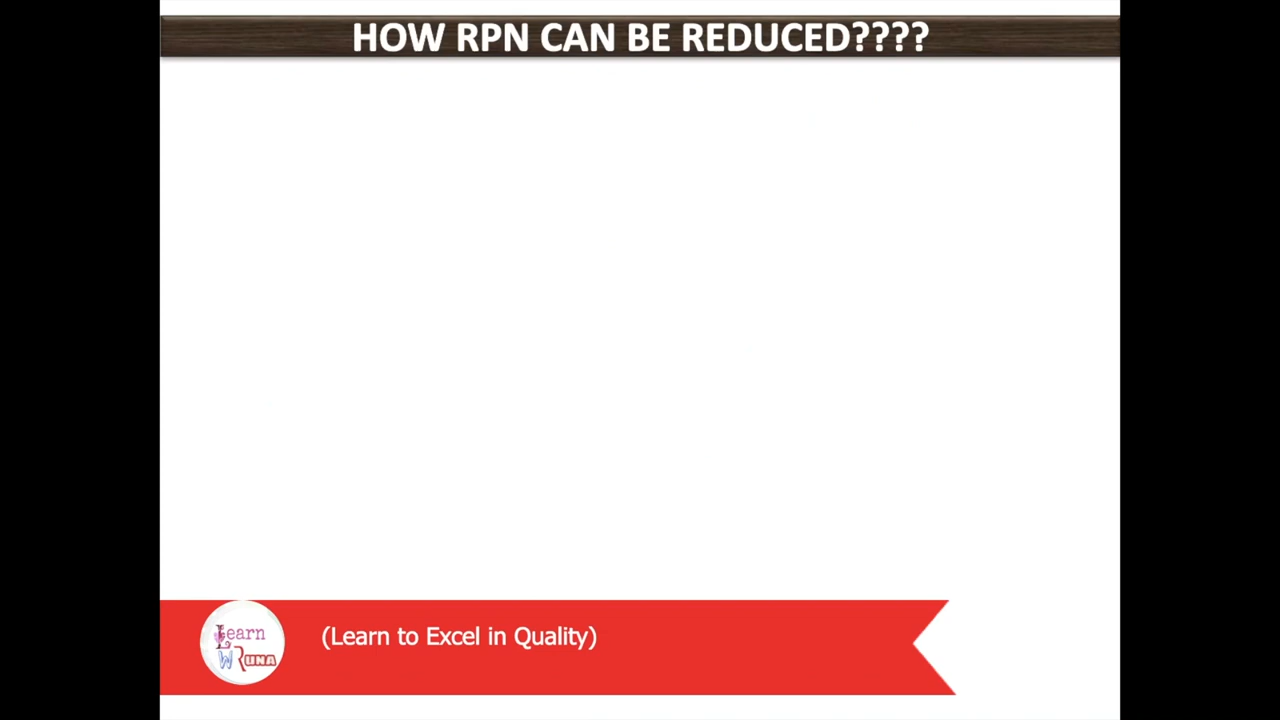 HOW RPN CAN BE REDUCED????
(Learn to Excel in Quality)
Learn
W RUNA